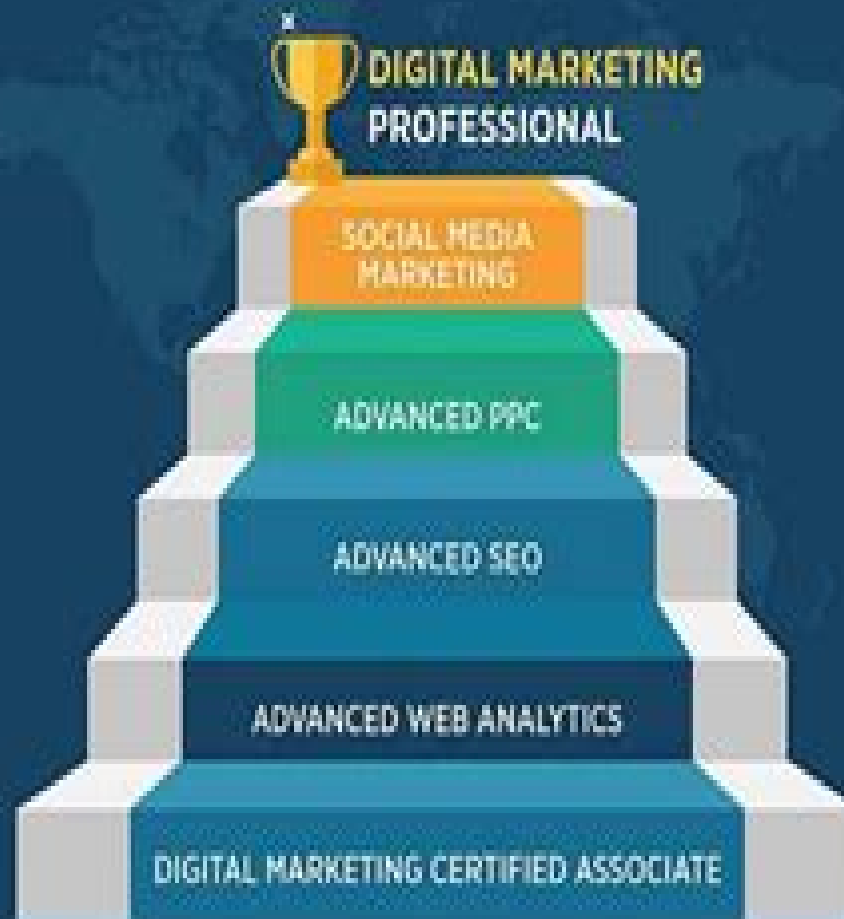 DIGITAL MARKETING
PROFESSIONAL
SOCIAL MEDIA
MARKETING
ADVANCED PPC
ADVANCED SEO
ADVANCED WEB ANALYTICS
DIGITAL MARKETING CERTIFIED ASSOCIATE